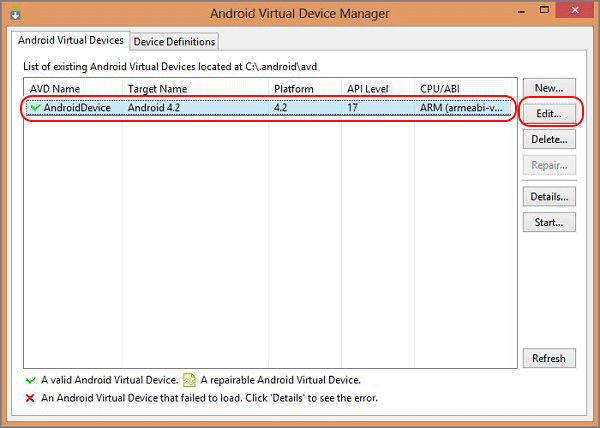 Android Virtual Device Manager
Android Virtual Devices Device Definitions
List of existing Android Virtual Devices located at C:\.android\avd
AVD Name Target Name Platform API Level CPU/ABI
AndroidDevice Android 4.2 4.2 17 ARM (armeabi-v...
New...
Edit...
Delete...
Repair...
Details...
Start...
Refresh
A valid Android Virtual Device. A repairable Android Virtual Device.
An Android Virtual Device that failed to load. Click 'Details' to see the error.